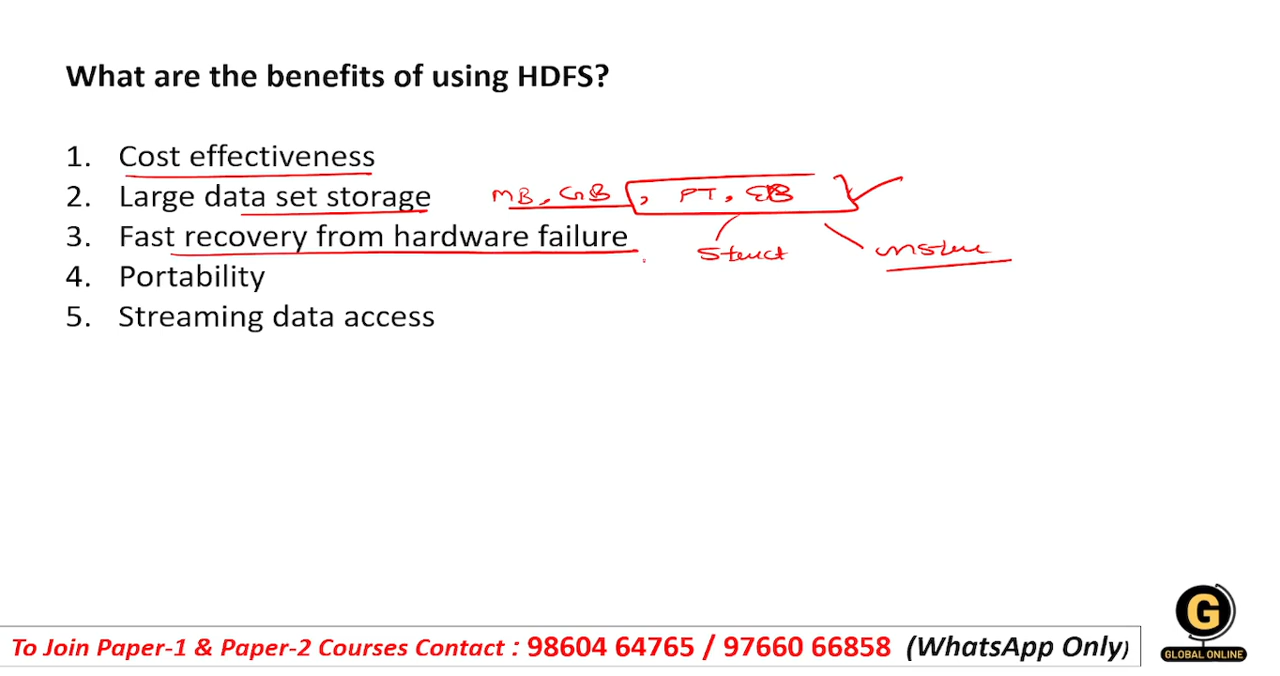 What are the benefits of using HDFS?
1. Cost effectiveness
2. Large data set storage MB, GB, PT, EB
3. Fast recovery from hardware failure struct
4. Portability
5. Streaming data access
To Join Paper-1 & Paper-2 Courses Contact : 98604 64765 / 97660 66858 (WhatsApp Only)
G
GLOBAL ONLINE